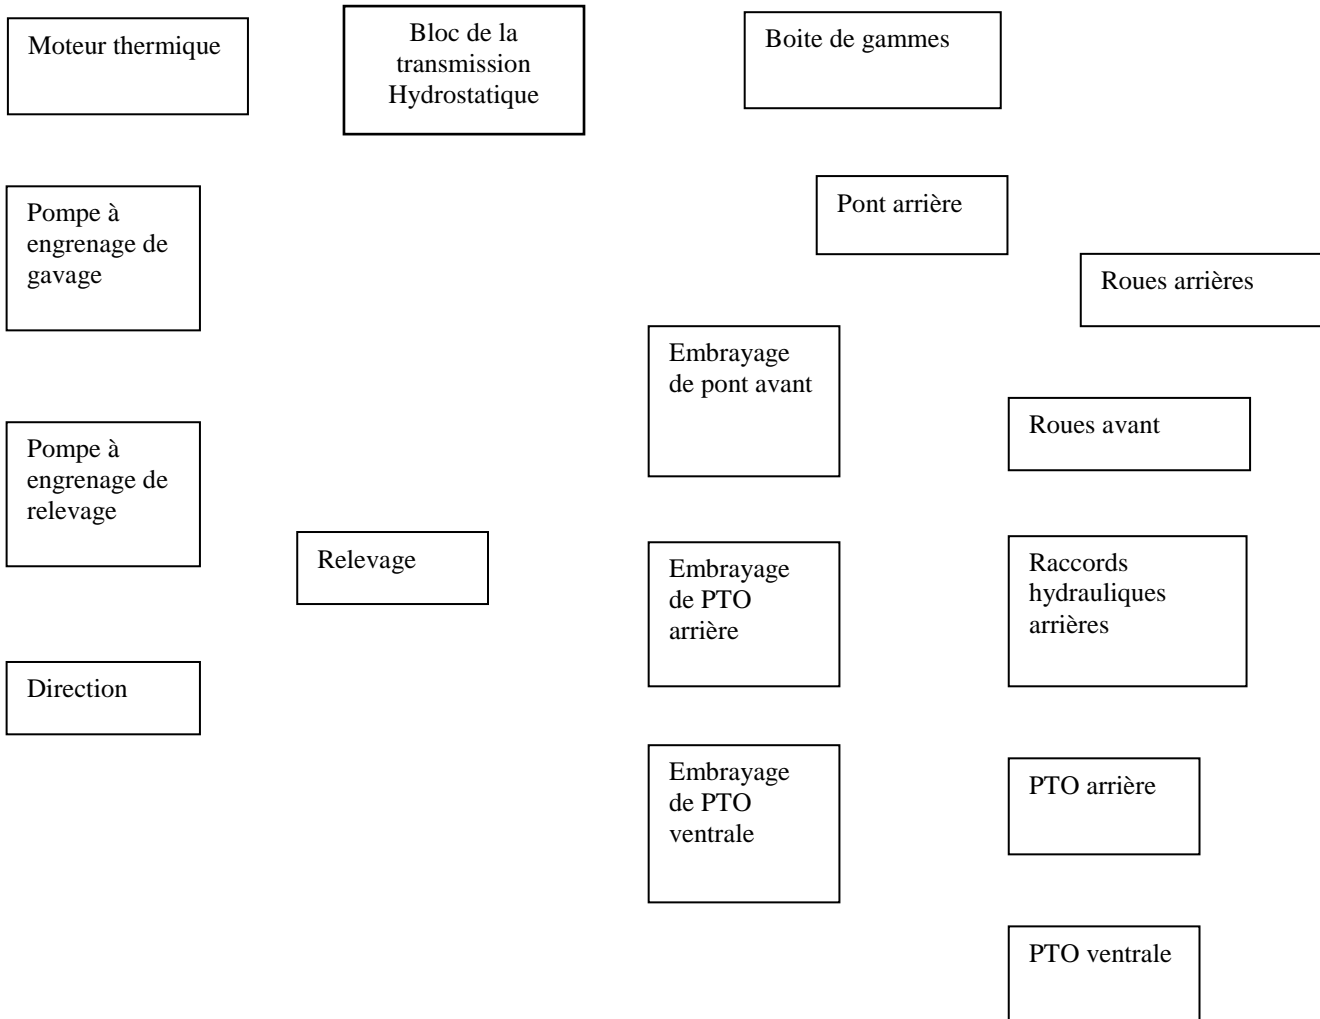 Moteur thermique
Bloc de la
transmission
Hydrostatique
Boite de gammes
Pompe à
engrenage de
gavage
Pont arrière
Roues arrières
Embrayage
de pont avant
Roues avant
Pompe à
engrenage de
relevage
Relevage
Embrayage
de PTO
arrière
Raccords
hydrauliques
arrières
Direction
Embrayage
de PTO
ventrale
PTO arrière
PTO ventrale